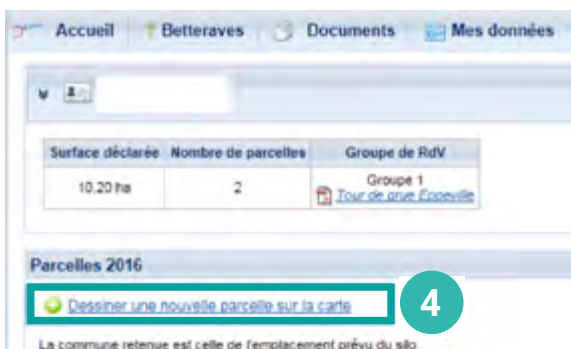 Accueil Betteraves Documents Mes données
Surface déclarée Nombre de parcelles Groupe de RdV
10.20 ha 2 Groupe 1
Tour de grue Eppeville
Parcelles 2016
Dessiner une nouvelle parcelle sur la carte 4
La commune retenue est celle de l'emplacement prévu du silo.